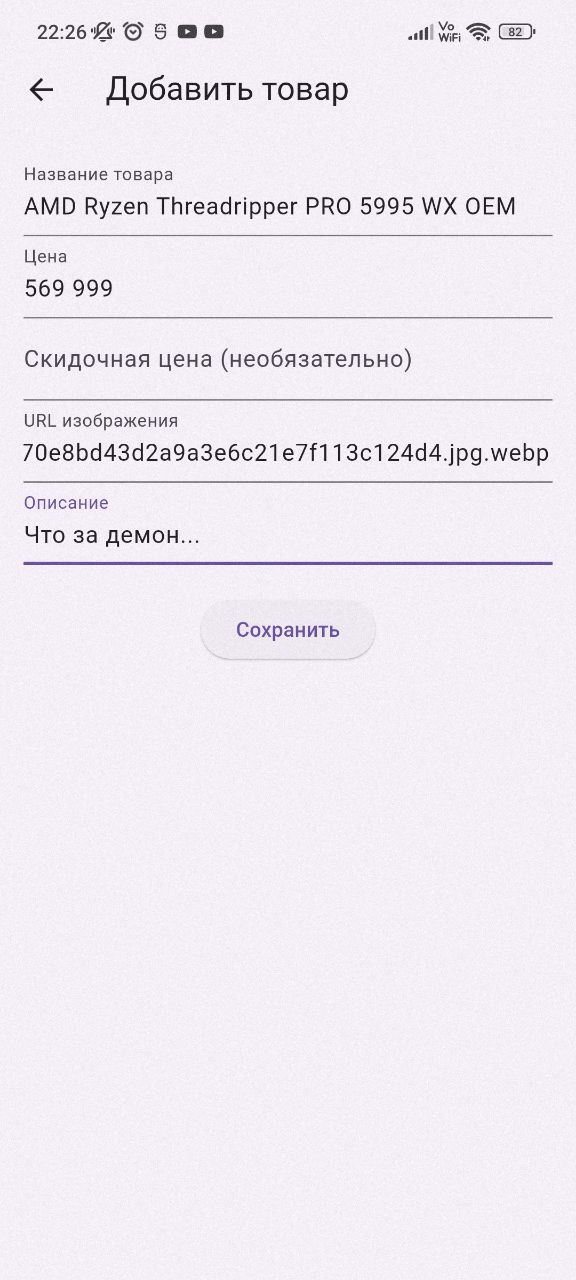 22:26 Vo WiFi 82
Добавить товар
Название товара
AMD Ryzen Threadripper PRO 5995 WX OEM
Цена
569 999
Скидочная цена (необязательно)
URL изображения
70e8bd43d2a9a3e6c21e7f113c124d4.jpg.webp
Описание
Что за демон...
Сохранить